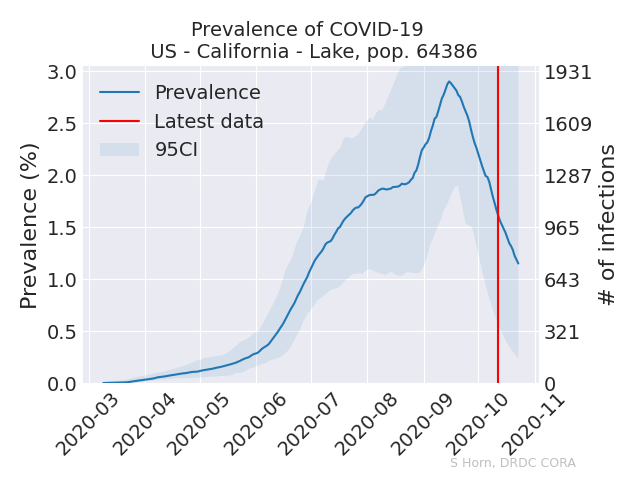 Prevalence of COVID-19
US - California - Lake, pop. 64386
Prevalence
Latest data
95CI
Prevalence (%)
3.0
2.5
2.0
1.5
1.0
0.5
0.0
1931
1609
1287
965
643
321
0
# of infections
2020-03
2020-04
2020-05
2020-06
2020-07
2020-08
2020-09
2020-10
2020-11
S Horn, DRDC CORA